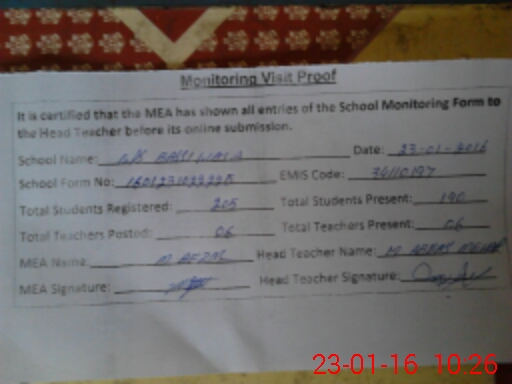 Monitoring Visit Proof
It is certified that the MEA has shown all entries of the School Monitoring Form to
the Head Teacher before its online submission.
School Name: Date: 23-01-2016
School Form No: EMIS Code:
Total Students Registered: 205 Total Students Present: 190
Total Teachers Posted: 06 Total Teachers Present: 06
MEA Name: M AFZAL Head Teacher Name: M
MEA Signature: Head Teacher Signature:
23-01-16 10:26